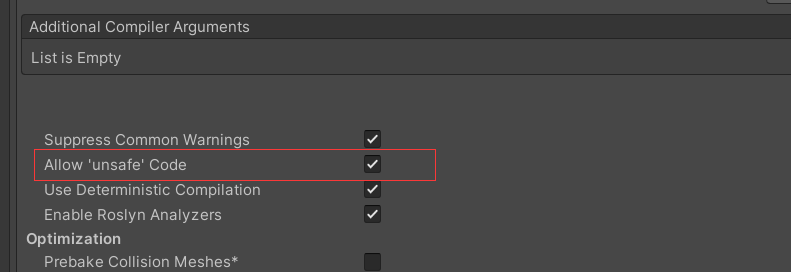 Additional Compiler Arguments
List is Empty
Suppress Common Warnings
Allow 'unsafe' Code
Use Deterministic Compilation
Enable Roslyn Analyzers
Optimization
Prebake Collision Meshes*